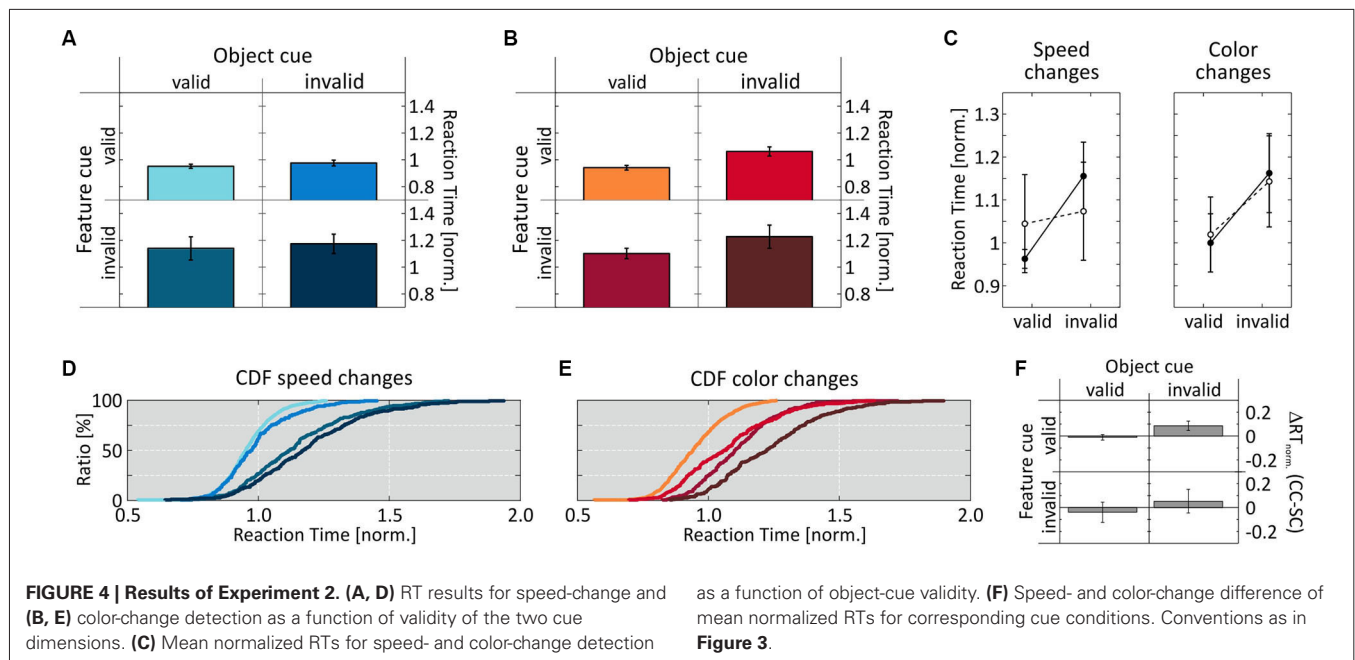 A
Object cue
valid
invalid
Feature cue
valid
invalid
1.4
1.2
1
0.8
1.4
1.2
1
0.8
Reaction Time [norm.]
B
Object cue
valid
invalid
Feature cue
valid
invalid
1.4
1.2
1
0.8
1.4
1.2
1
0.8
Reaction Time [norm.]
C
Speed
changes
Color
changes
Reaction Time [norm.]
1.3
1.2
1.1
1
0.9
valid
invalid
valid
invalid
D
CDF speed changes
Ratio [%]
100
50
0
0.5
1.0
1.5
2.0
Reaction Time [norm.]
E
CDF color changes
0.5
1.0
1.5
2.0
Reaction Time [norm.]
F
Object cue
valid
invalid
Feature cue
valid
invalid
0.2
0
-0.2
0.2
0
-0.2
ΔRTnorm. (CC-SC)
FIGURE 4 | Results of Experiment 2. (A, D) RT results for speed-change and
(B, E) color-change detection as a function of validity of the two cue
dimensions. (C) Mean normalized RTs for speed- and color-change detection
as a function of object-cue validity. (F) Speed- and color-change difference of
mean normalized RTs for corresponding cue conditions. Conventions as in
Figure 3.